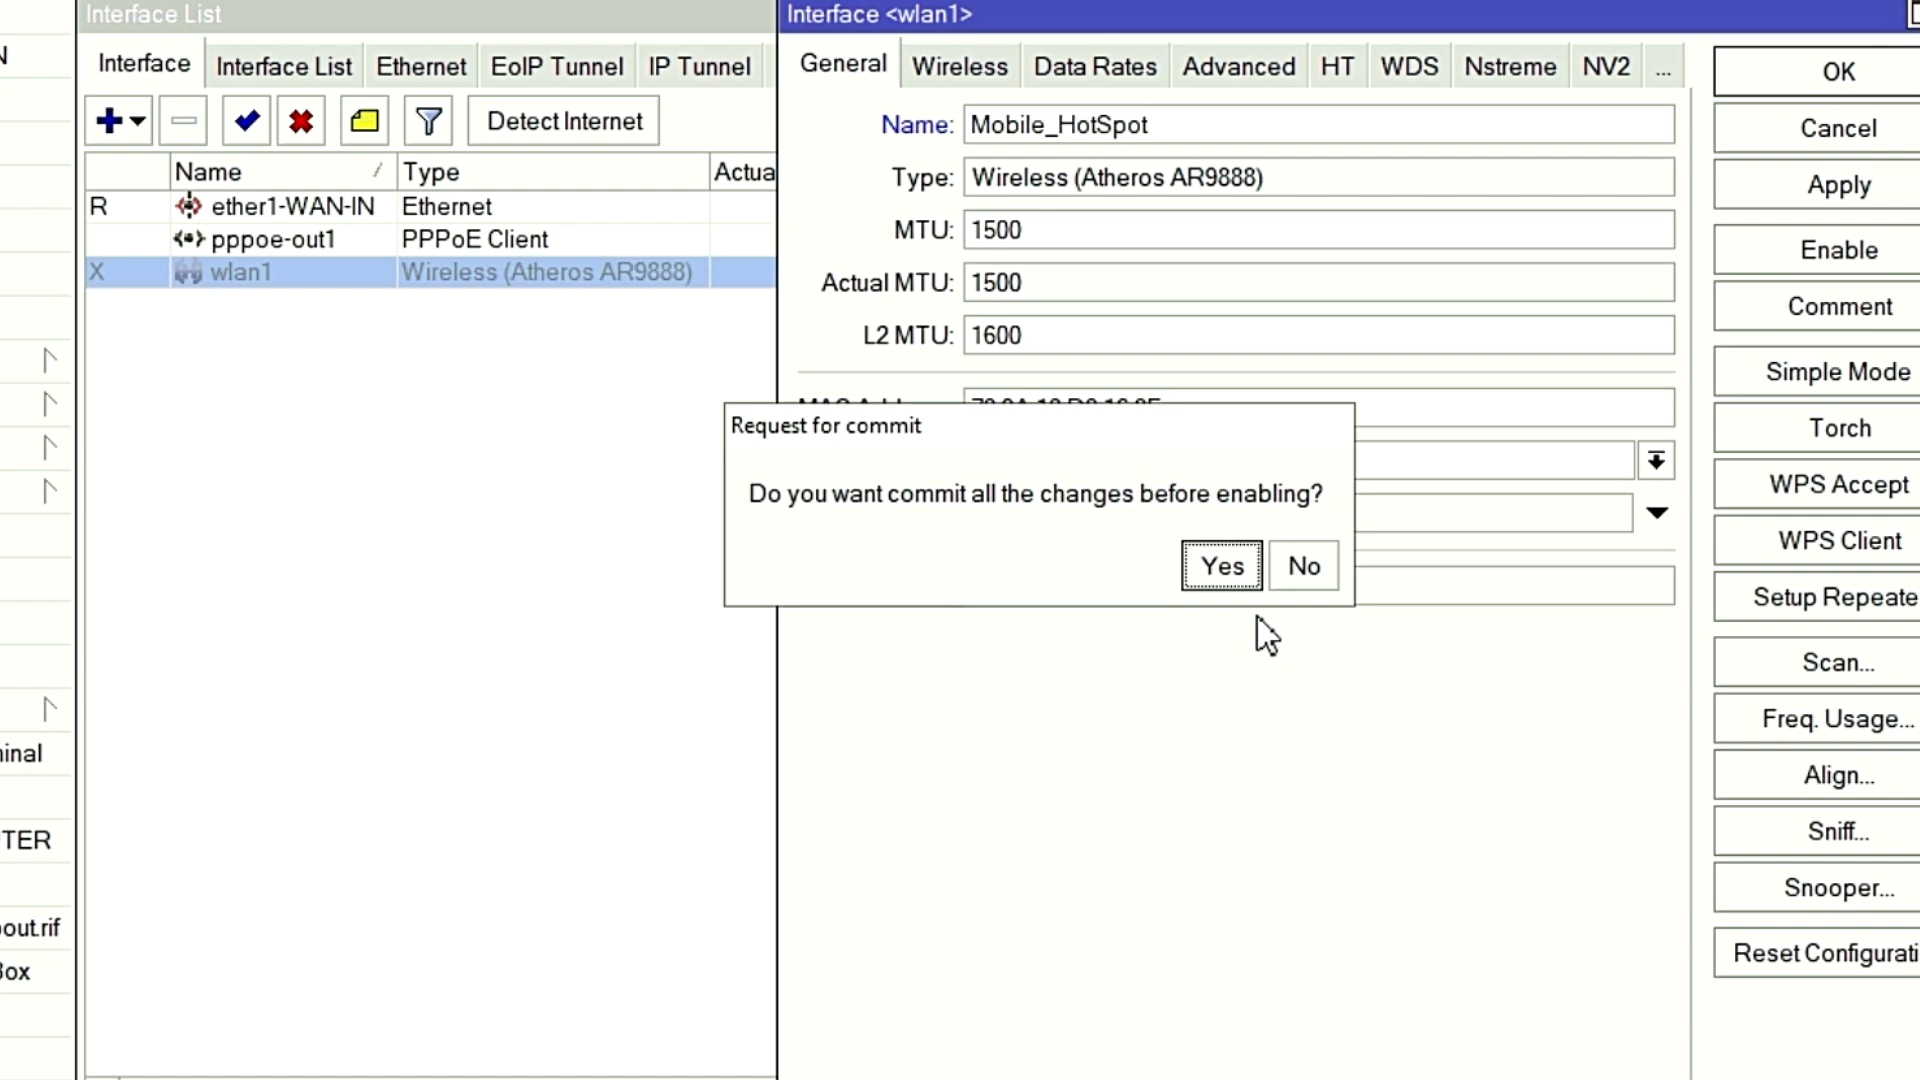 Interface List
Interface <wlan1>
Interface
Interface List
Ethernet
EoIP Tunnel
IP Tunnel
General
Wireless
Data Rates
Advanced
HT
WDS
Nstreme
NV2
...
Detect Internet
Name
Type
Actua
R ether1-WAN-IN Ethernet
pppoe-out1 PPPoE Client
X wlan1 Wireless (Atheros AR9888)
Name: Mobile_HotSpot
Type: Wireless (Atheros AR9888)
MTU: 1500
Actual MTU: 1500
L2 MTU: 1600
Request for commit
Do you want commit all the changes before enabling?
Yes
No
OK
Cancel
Apply
Enable
Comment
Simple Mode
Torch
WPS Accept
WPS Client
Setup Repeate
Scan...
Freq. Usage...
Align...
Sniff...
Snooper...
Reset Configurati
N
inal
TER
out.rif
Box